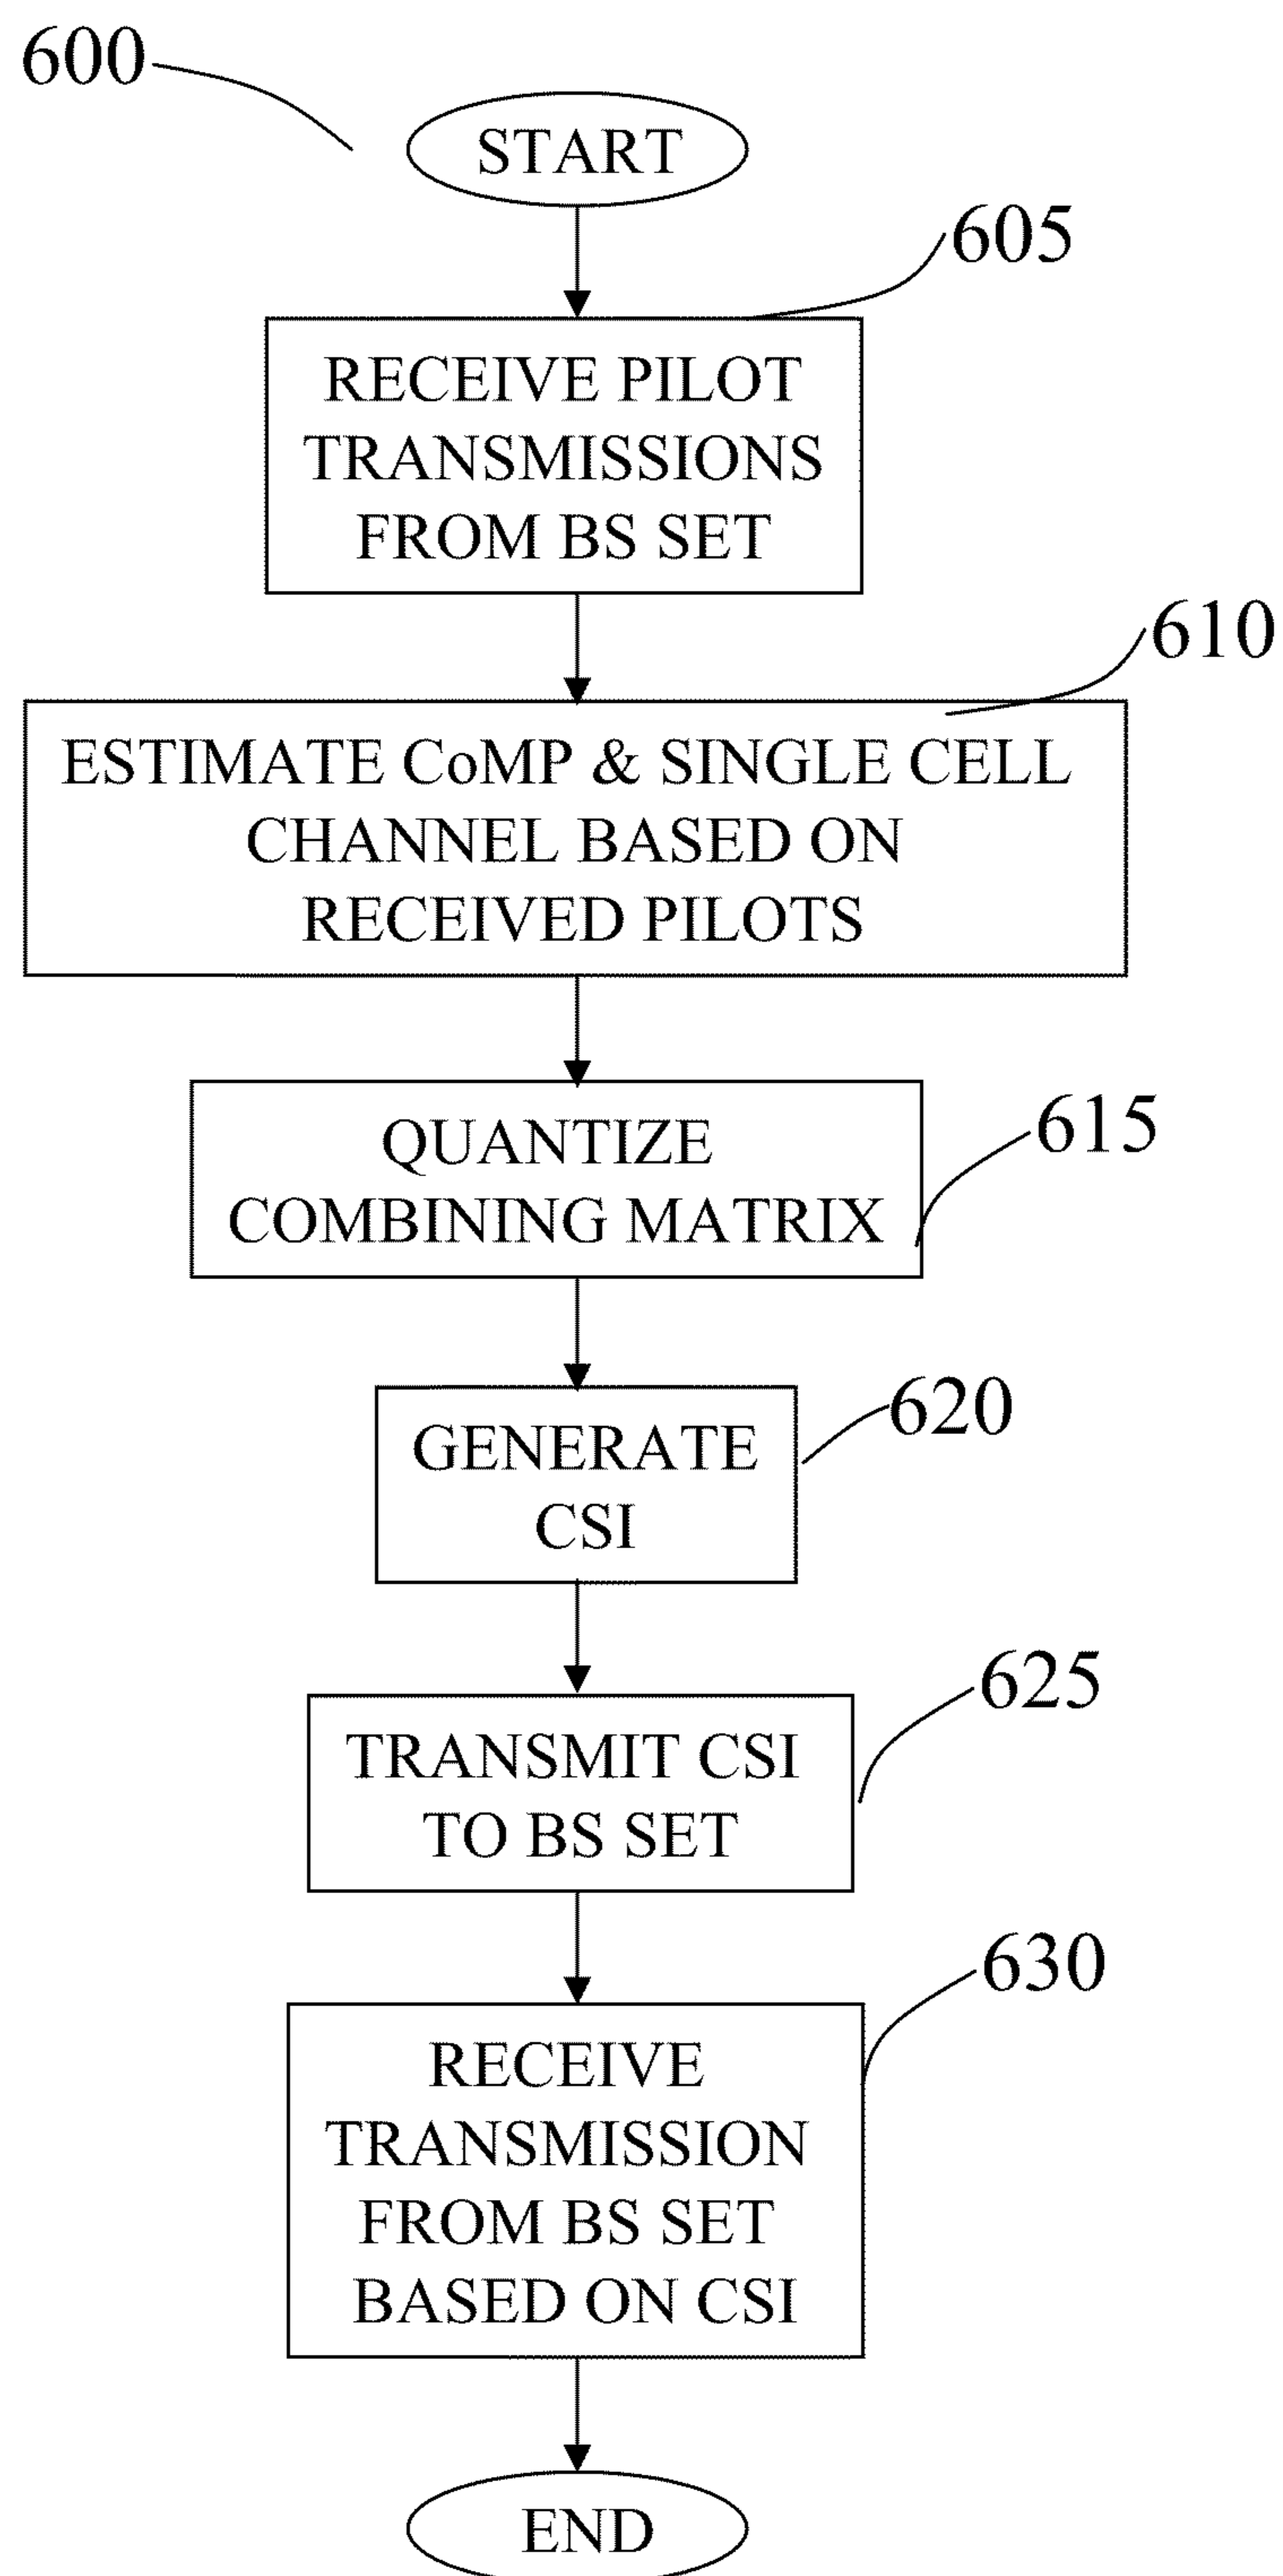 600
START
605
RECEIVE PILOT
TRANSMISSIONS
FROM BS SET
610
ESTIMATE CoMP & SINGLE CELL
CHANNEL BASED ON
RECEIVED PILOTS
615
QUANTIZE
COMBINING MATRIX
620
GENERATE
CSI
625
TRANSMIT CSI
TO BS SET
630
RECEIVE
TRANSMISSION
FROM BS SET
BASED ON CSI
END